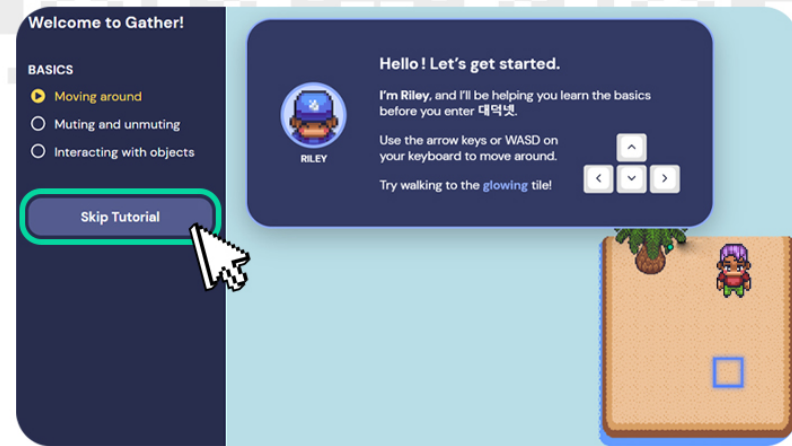 Welcome to Gather!
BASICS
Moving around
Muting and unmuting
Interacting with objects
Skip Tutorial
RILEY
Hello! Let's get started.
I'm Riley, and I'll be helping you learn the basics
before you enter 대덕넷.
Use the arrow keys or WASD on
your keyboard to move around.
Try walking to the glowing tile!